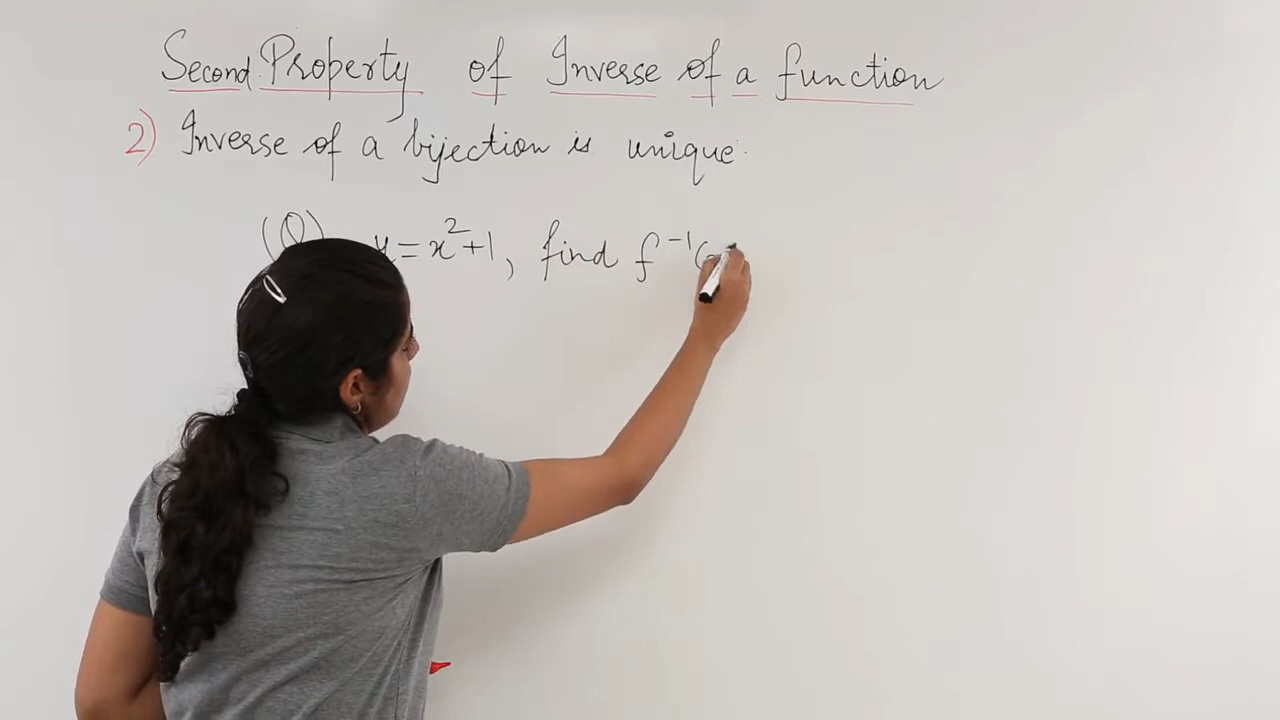 Second Property of Inverse of a function
2) Inverse of a bijection is unique.
(Q) y = x² + 1, find f⁻¹(